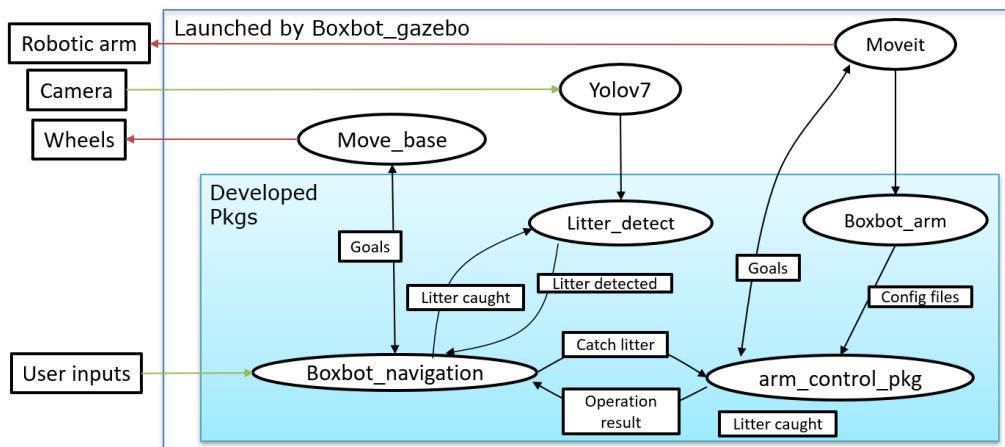 Launched by Boxbot_gazebo
Robotic arm
Moveit
Camera
Yolov7
Wheels
Move_base
Developed
Pkgs
Litter_detect
Boxbot_arm
Goals
Goals
Litter caught
Litter detected
Config files
Catch litter
User inputs
Boxbot_navigation
arm_control_pkg
Operation
result
Litter caught